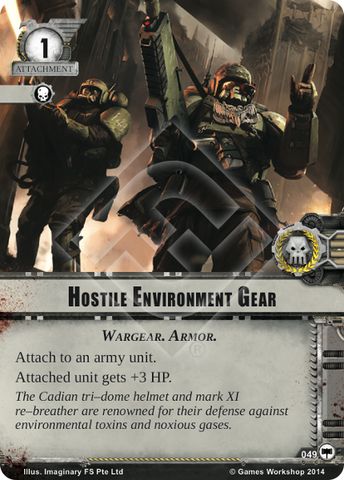 1
ATTACHMENT
HOSTILE ENVIRONMENT GEAR
WARGEAR. ARMOR.
Attach to an army unit.
Attached unit gets +3 HP.
The Cadian tri–dome helmet and mark XI
re–breather are renowned for their defense against
environmental toxins and noxious gases.
049
Illus. Imaginary FS Pte Ltd © Games Workshop 2014